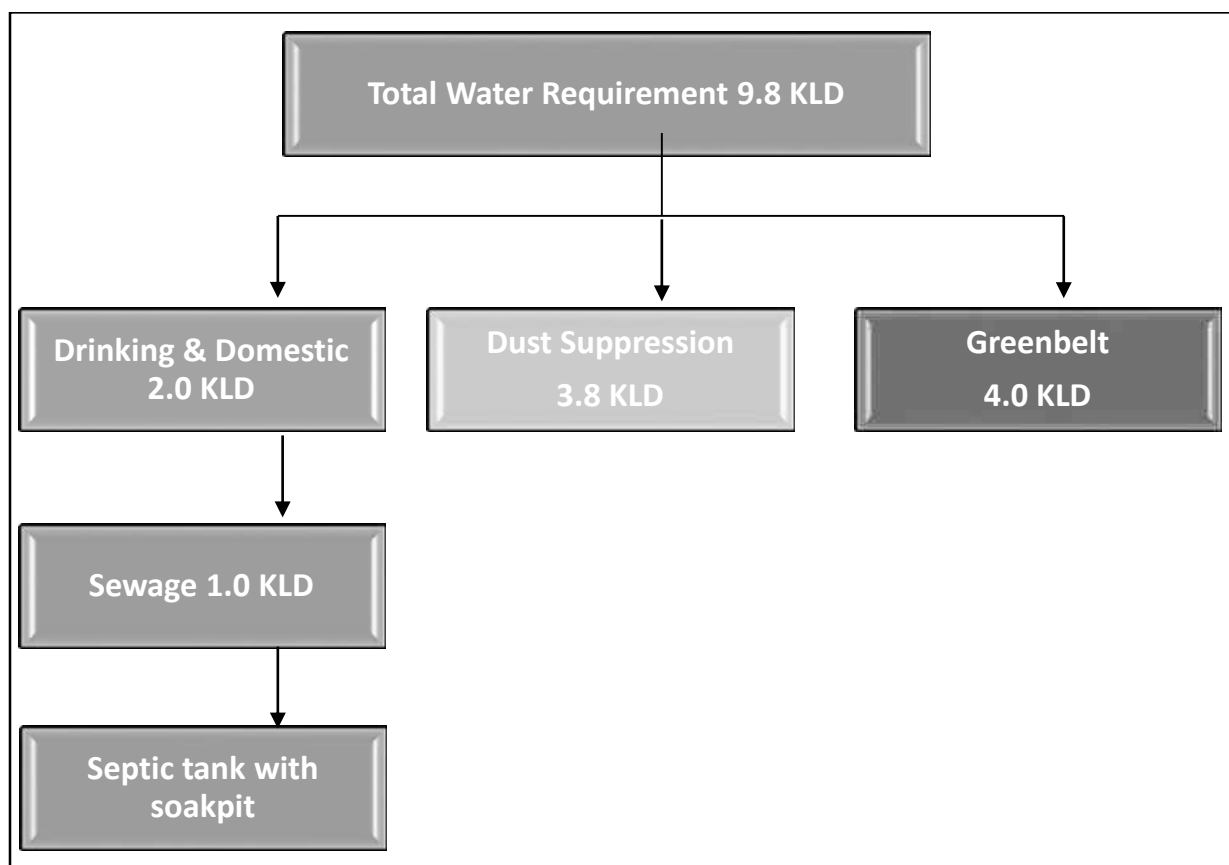 Total Water Requirement 9.8 KLD
Drinking & Domestic
2.0 KLD
Dust Suppression
3.8 KLD
Greenbelt
4.0 KLD
Sewage 1.0 KLD
Septic tank with
soakpit